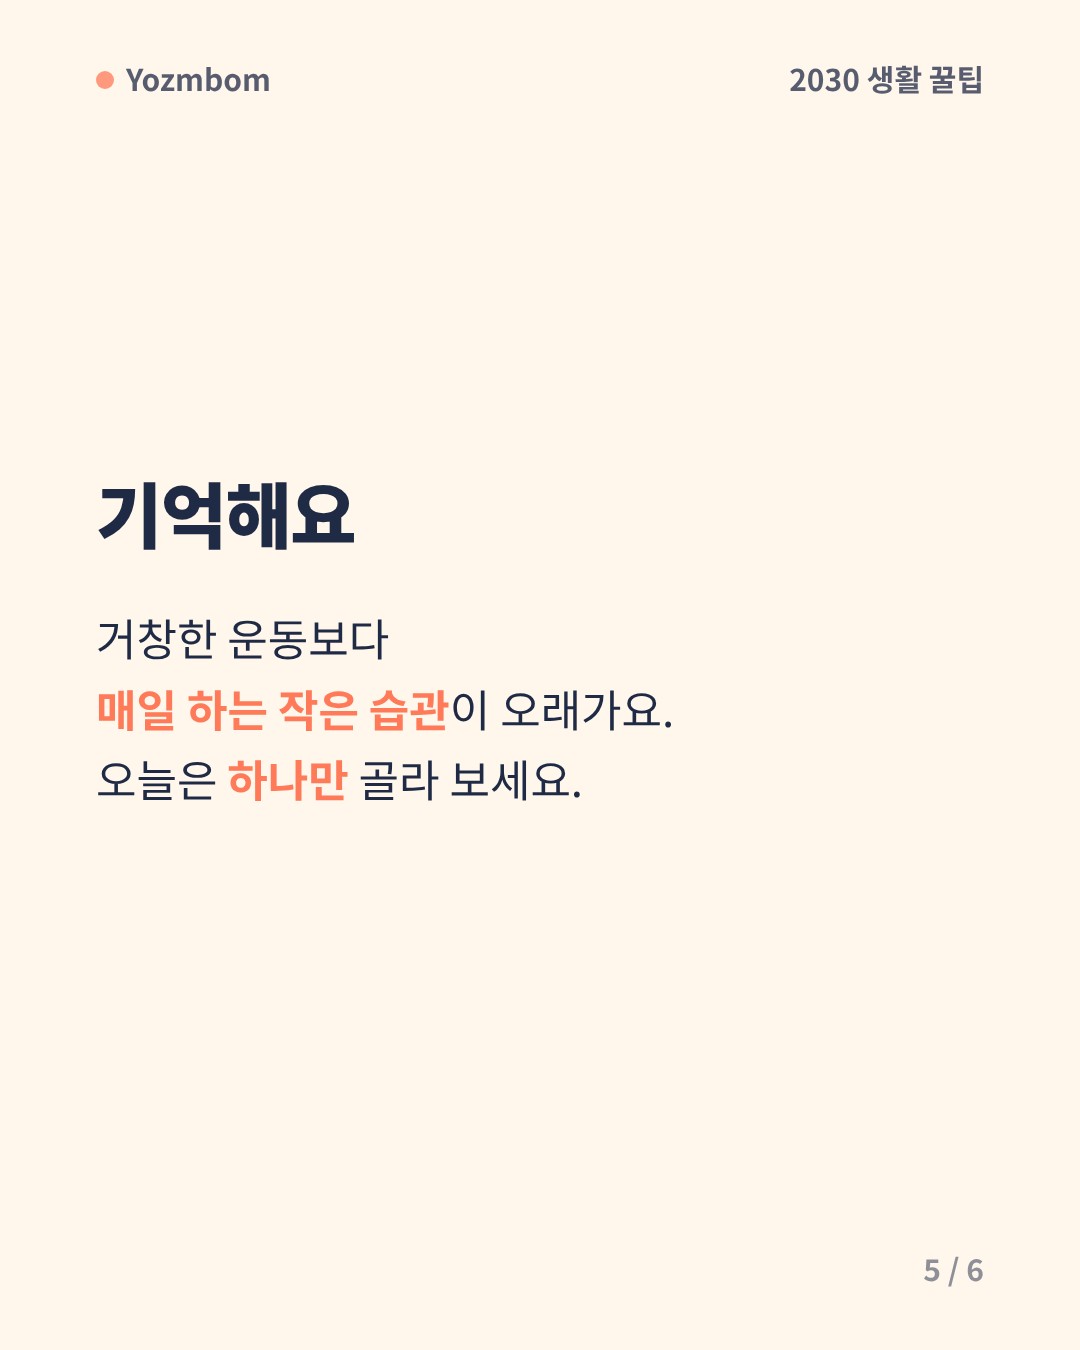 Yozmbom
2030 생활 꿀팁
기억해요
거창한 운동보다
매일 하는 작은 습관이 오래가요.
오늘은 하나만 골라 보세요.
5 / 6